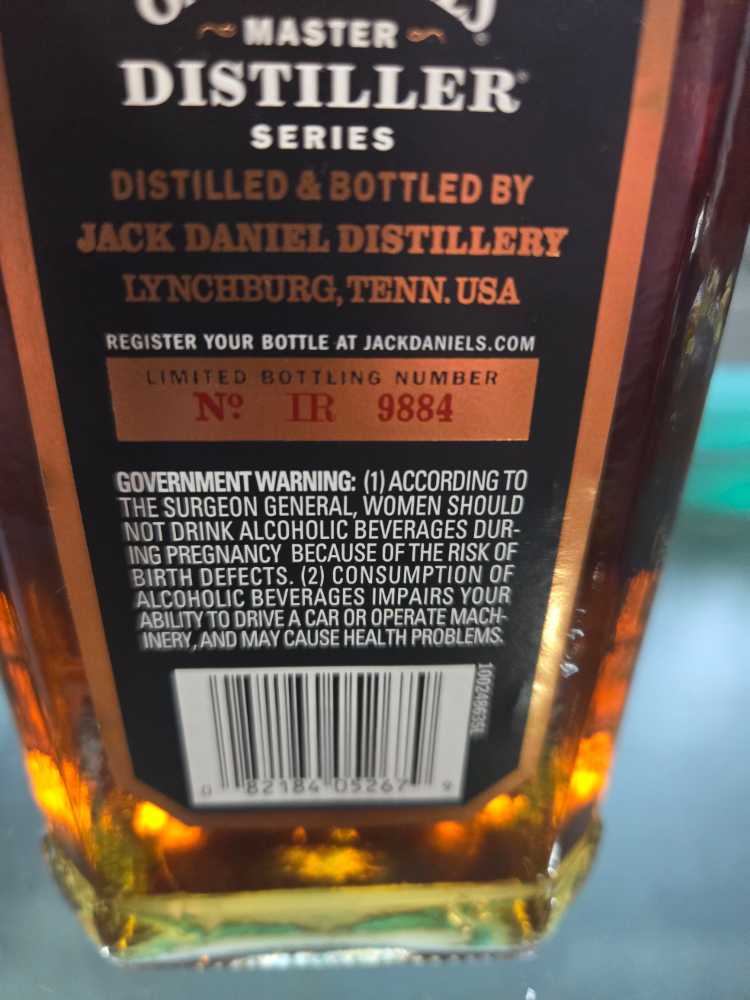 MASTER
DISTILLER
SERIES
DISTILLED & BOTTLED BY
JACK DANIEL DISTILLERY
LYNCHBURG, TENN. USA
REGISTER YOUR BOTTLE AT JACKDANIELS.COM
LIMITED BOTTLING NUMBER
Nº IR 9884
GOVERNMENT WARNING: (1) ACCORDING TO
THE SURGEON GENERAL, WOMEN SHOULD
NOT DRINK ALCOHOLIC BEVERAGES DUR-
ING PREGNANCY BECAUSE OF THE RISK OF
BIRTH DEFECTS. (2) CONSUMPTION OF
ALCOHOLIC BEVERAGES IMPAIRS YOUR
ABILITY TO DRIVE A CAR OR OPERATE MACH-
INERY, AND MAY CAUSE HEALTH PROBLEMS.
0 82184 05267 9